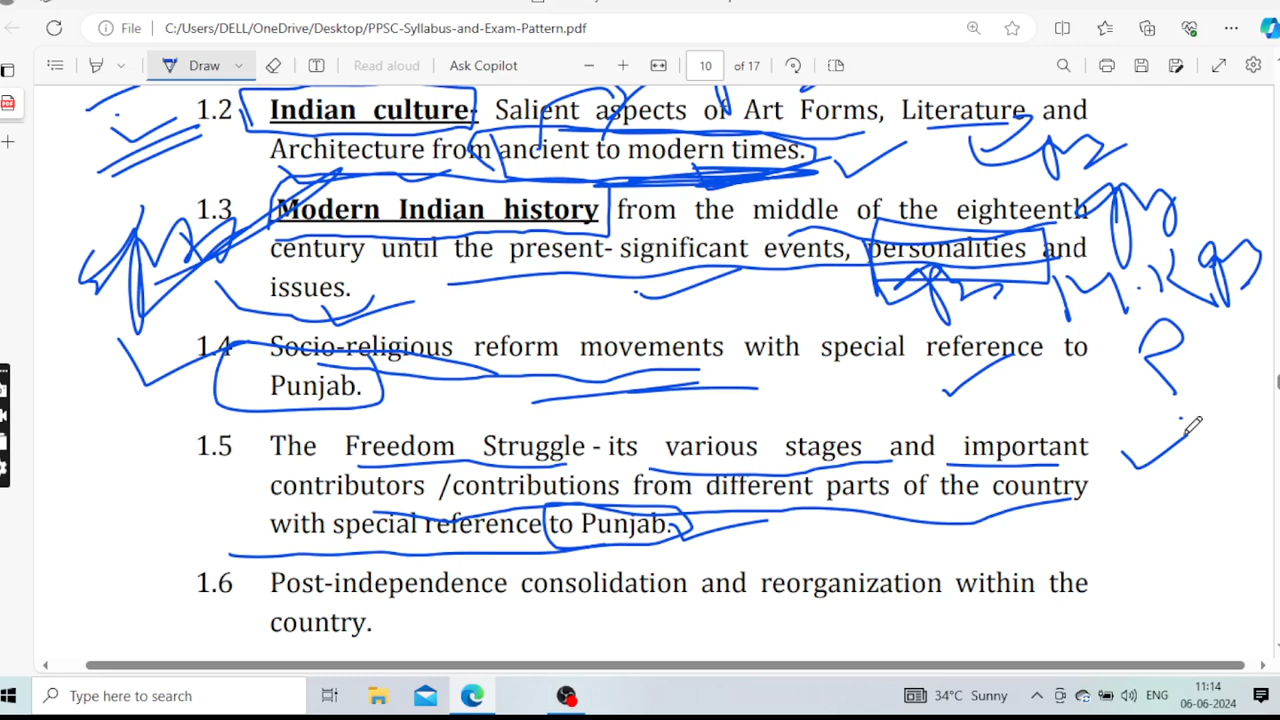 File C:/Users/DELL/OneDrive/Desktop/PPSC-Syllabus-and-Exam-Pattern.pdf
Draw Read aloud Ask Copilot 10 of 17
1.2 Indian culture- Salient aspects of Art Forms, Literature and
Architecture from ancient to modern times.
1.3 Modern Indian history from the middle of the eighteenth
century until the present- significant events, personalities and
issues.
1.4 Socio-religious reform movements with special reference to
Punjab.
1.5 The Freedom Struggle - its various stages and important
contributors /contributions from different parts of the country
with special reference to Punjab.
1.6 Post-independence consolidation and reorganization within the
country.
Type here to search 34°C Sunny ENG 11:14
06-06-2024